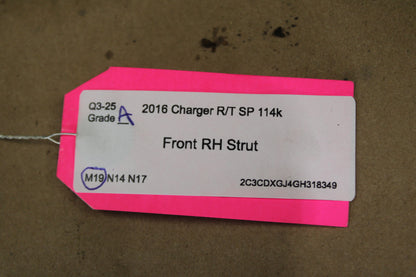 Q3-25
Grade A
2016 Charger R/T SP 114k
Front RH Strut
M19 N14 N17
2C3CDXGJ4GH318349